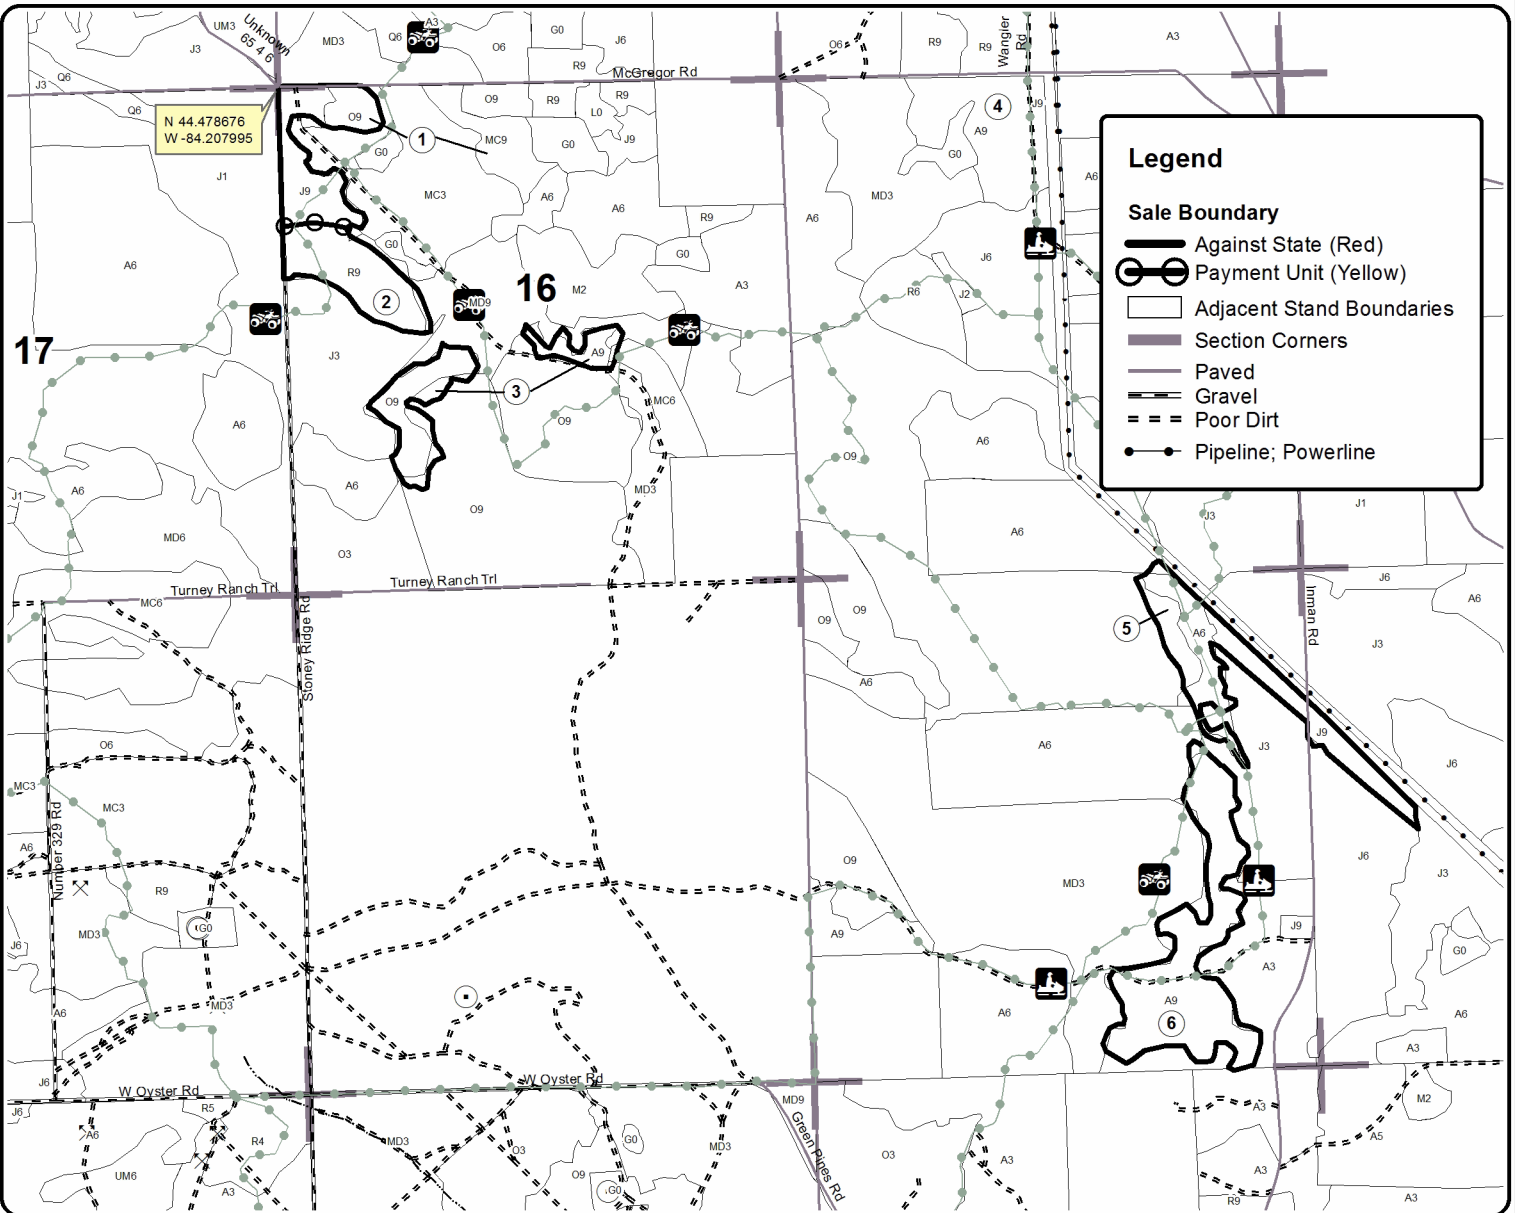 UM3
Unknown
65 4 6
MD3
Q6
A3
O6
G0
J6
O6
R9
R9
Wangler
Rd
A3
J3
R9
McGregor Rd
J3
Q6
Q6
O9
R9
R9
L0
4
J9
N 44.478676
W -84.207995
O9
1
MC9
G0
J9
A9
G0
G0
J1
J9
MC3
A6
A6
R9
A6
MD3
A6
A6
G0
G0
J6
R9
2
MD9
16
M2
A3
R6
J2
17
J3
A9
3
O9
MC6
O9
A6
A6
O9
J1
A6
A6
O9
MD3
A6
J3
J1
MD6
O3
Turney Ranch Trl
Turney Ranch Trl
MC6
J6
A6
O9
O9
5
A6
Inman Rd
J3
Stoney Ridge Rd
A6
O6
A6
J3
J9
J6
MC3
MC3
Number 329 Rd
A6
O9
MD3
J6
J3
R9
MD3
G0
A9
J9
J6
G0
A3
MD3
A6
A6
A9
6
A6
A3
J6
W Oyster Rd
W Oyster Rd
MD9
J6
R5
A3
M2
A6
R4
MD3
O3
G0
MD3
Green Pines Rd
O3
A3
A5
UM6
A3
O9
G0
A3
R9
A3
Legend
Sale Boundary
Against State (Red)
Payment Unit (Yellow)
Adjacent Stand Boundaries
Section Corners
Paved
Gravel
Poor Dirt
Pipeline; Powerline